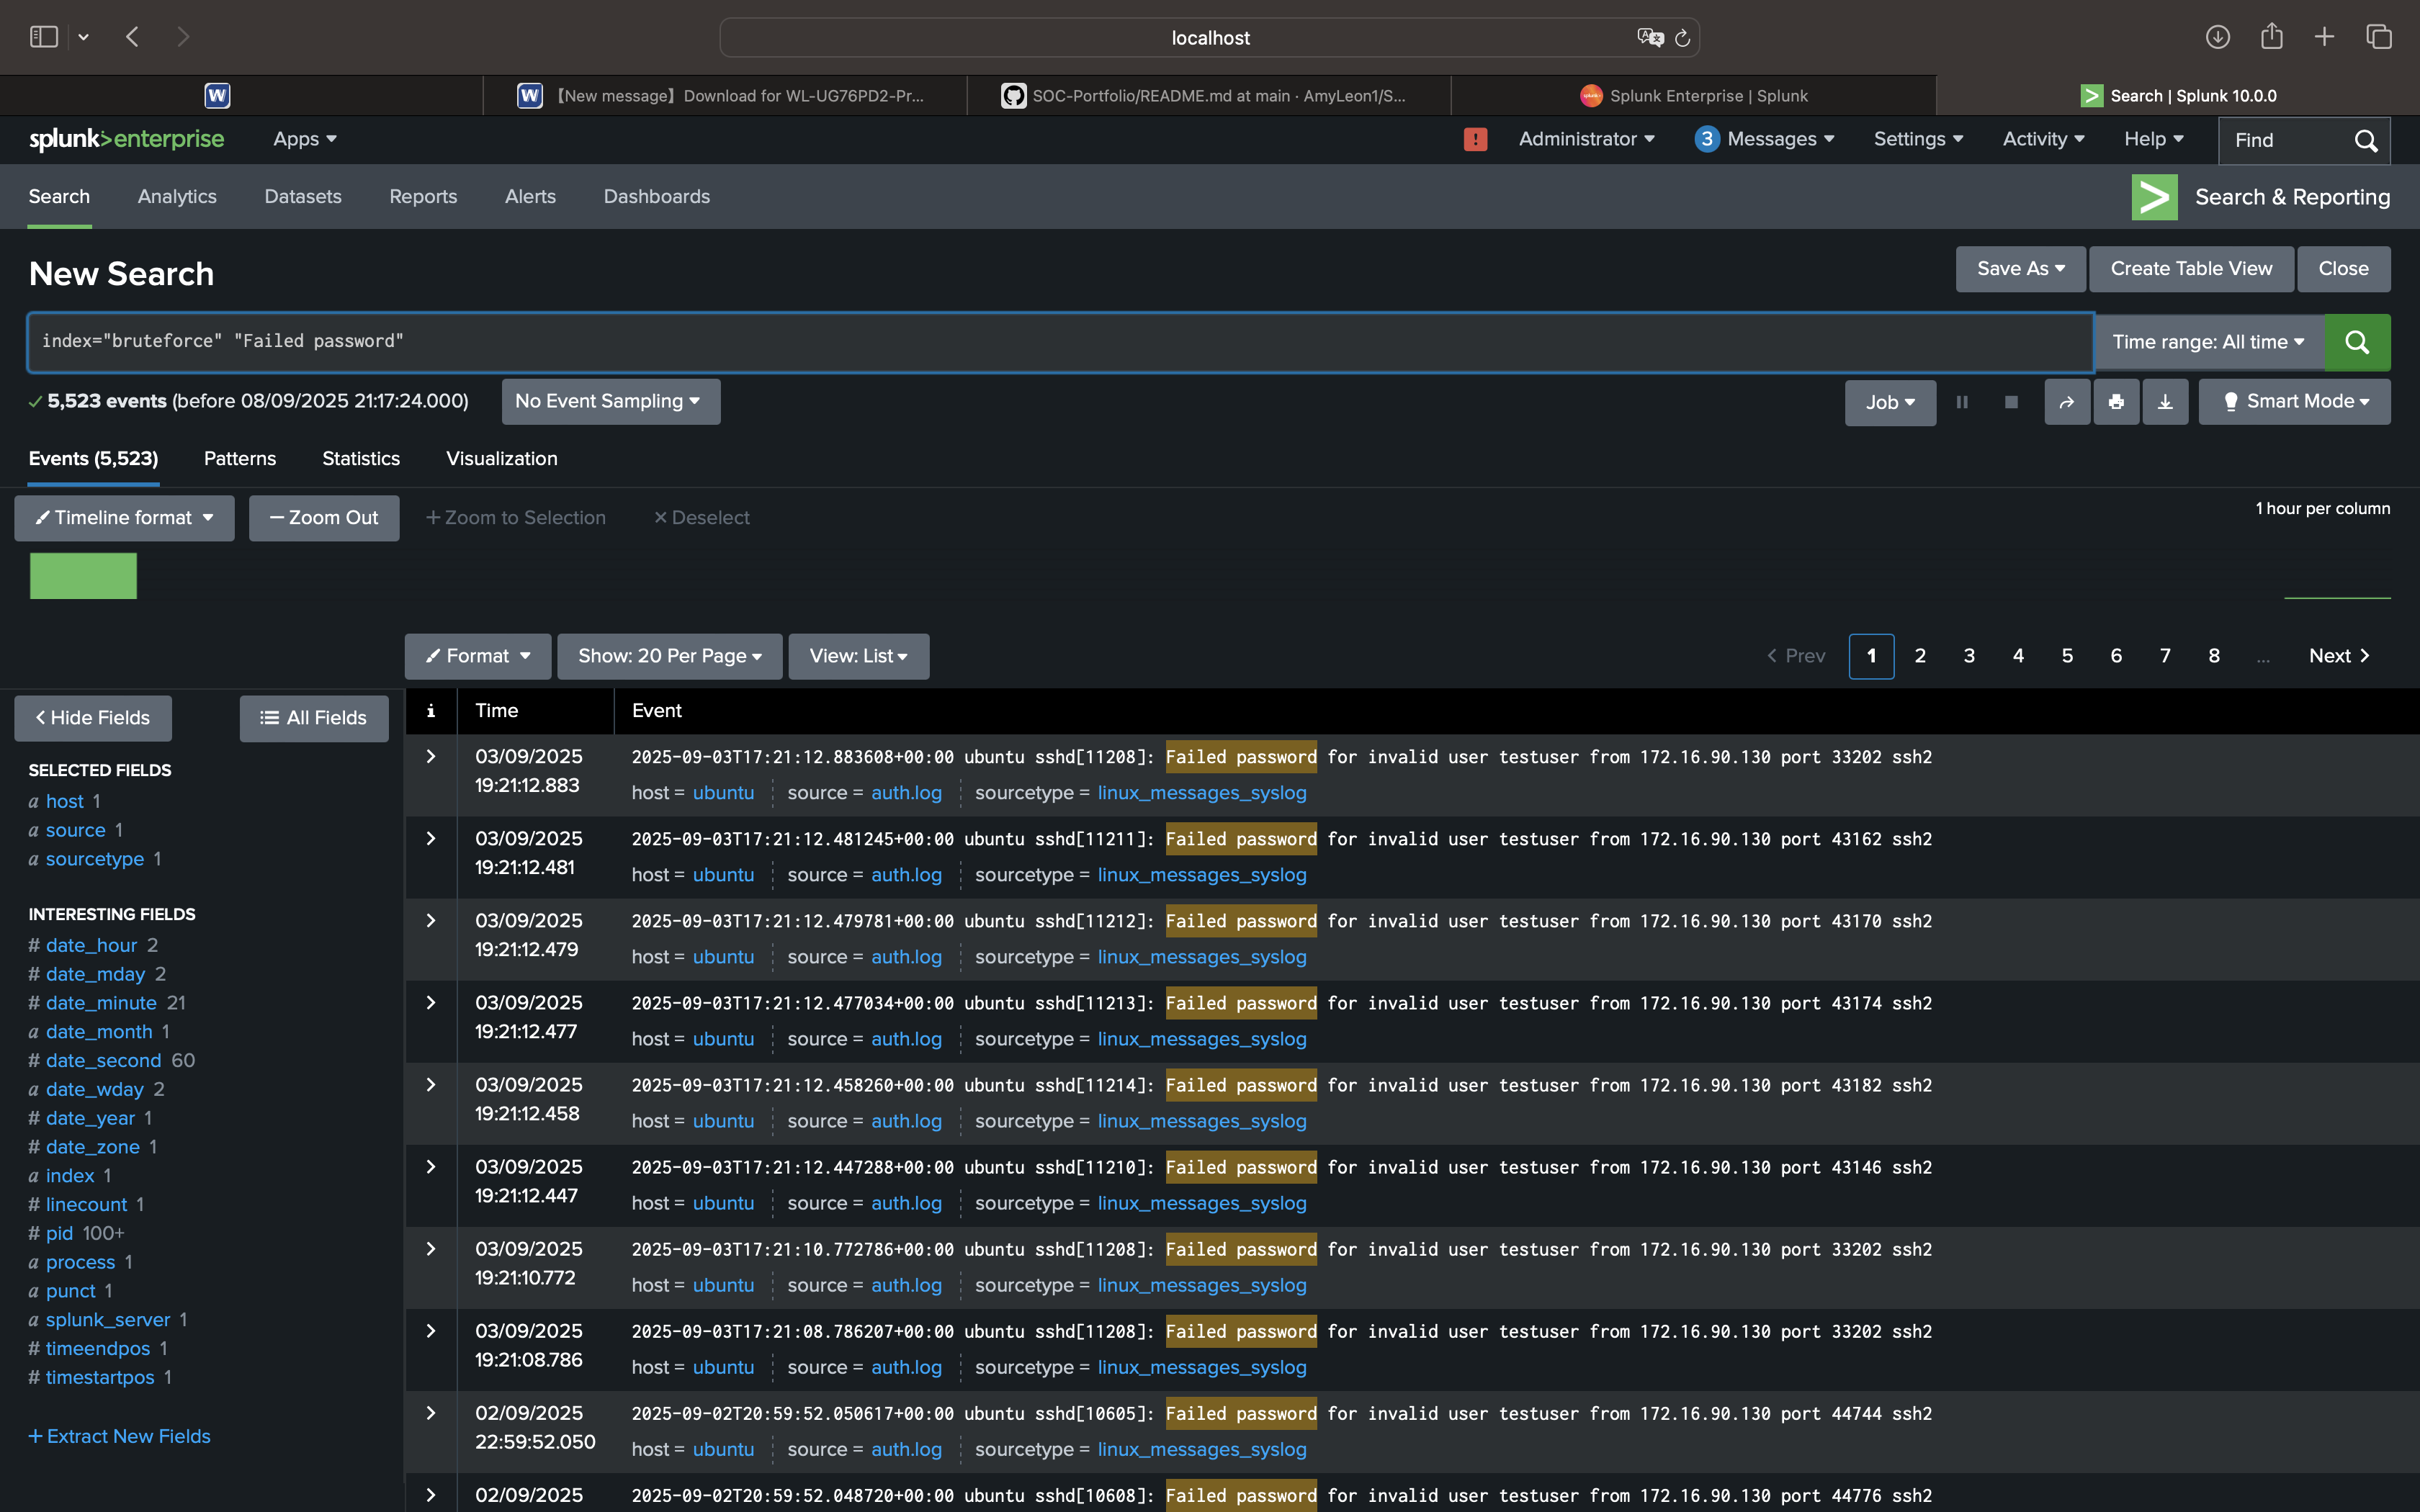 localhost
W
W 【New message】Download for WL-UG76PD2-Pr...
SOC-Portfolio/README.md at main · AmyLeon1/S...
Splunk Enterprise | Splunk
Search | Splunk 10.0.0
splunk>enterprise Apps ! Administrator 3 Messages Settings Activity Help Find
Search Analytics Datasets Reports Alerts Dashboards > Search & Reporting
New Search Save As Create Table View Close
index="bruteforce" "Failed password" Time range: All time
5,523 events (before 08/09/2025 21:17:24.000) No Event Sampling Job Smart Mode
Events (5,523) Patterns Statistics Visualization
Timeline format — Zoom Out + Zoom to Selection × Deselect 1 hour per column
Format Show: 20 Per Page View: List < Prev 1 2 3 4 5 6 7 8 ... Next >
< Hide Fields All Fields
SELECTED FIELDS
a host 1
a source 1
a sourcetype 1
INTERESTING FIELDS
# date_hour 2
# date_mday 2
# date_minute 21
a date_month 1
# date_second 60
a date_wday 2
# date_year 1
# date_zone 1
a index 1
# linecount 1
# pid 100+
a process 1
a punct 1
a splunk_server 1
# timeendpos 1
# timestartpos 1
+ Extract New Fields
i Time Event
> 03/09/2025 2025-09-03T17:21:12.883608+00:00 ubuntu sshd[11208]: Failed password for invalid user testuser from 172.16.90.130 port 33202 ssh2
19:21:12.883 host = ubuntu source = auth.log sourcetype = linux_messages_syslog
> 03/09/2025 2025-09-03T17:21:12.481245+00:00 ubuntu sshd[11211]: Failed password for invalid user testuser from 172.16.90.130 port 43162 ssh2
19:21:12.481 host = ubuntu source = auth.log sourcetype = linux_messages_syslog
> 03/09/2025 2025-09-03T17:21:12.479781+00:00 ubuntu sshd[11212]: Failed password for invalid user testuser from 172.16.90.130 port 43170 ssh2
19:21:12.479 host = ubuntu source = auth.log sourcetype = linux_messages_syslog
> 03/09/2025 2025-09-03T17:21:12.477034+00:00 ubuntu sshd[11213]: Failed password for invalid user testuser from 172.16.90.130 port 43174 ssh2
19:21:12.477 host = ubuntu source = auth.log sourcetype = linux_messages_syslog
> 03/09/2025 2025-09-03T17:21:12.458260+00:00 ubuntu sshd[11214]: Failed password for invalid user testuser from 172.16.90.130 port 43182 ssh2
19:21:12.458 host = ubuntu source = auth.log sourcetype = linux_messages_syslog
> 03/09/2025 2025-09-03T17:21:12.447288+00:00 ubuntu sshd[11210]: Failed password for invalid user testuser from 172.16.90.130 port 43146 ssh2
19:21:12.447 host = ubuntu source = auth.log sourcetype = linux_messages_syslog
> 03/09/2025 2025-09-03T17:21:10.772786+00:00 ubuntu sshd[11208]: Failed password for invalid user testuser from 172.16.90.130 port 33202 ssh2
19:21:10.772 host = ubuntu source = auth.log sourcetype = linux_messages_syslog
> 03/09/2025 2025-09-03T17:21:08.786207+00:00 ubuntu sshd[11208]: Failed password for invalid user testuser from 172.16.90.130 port 33202 ssh2
19:21:08.786 host = ubuntu source = auth.log sourcetype = linux_messages_syslog
> 02/09/2025 2025-09-02T20:59:52.050617+00:00 ubuntu sshd[10605]: Failed password for invalid user testuser from 172.16.90.130 port 44744 ssh2
22:59:52.050 host = ubuntu source = auth.log sourcetype = linux_messages_syslog
> 02/09/2025 2025-09-02T20:59:52.048720+00:00 ubuntu sshd[10608]: Failed password for invalid user testuser from 172.16.90.130 port 44776 ssh2